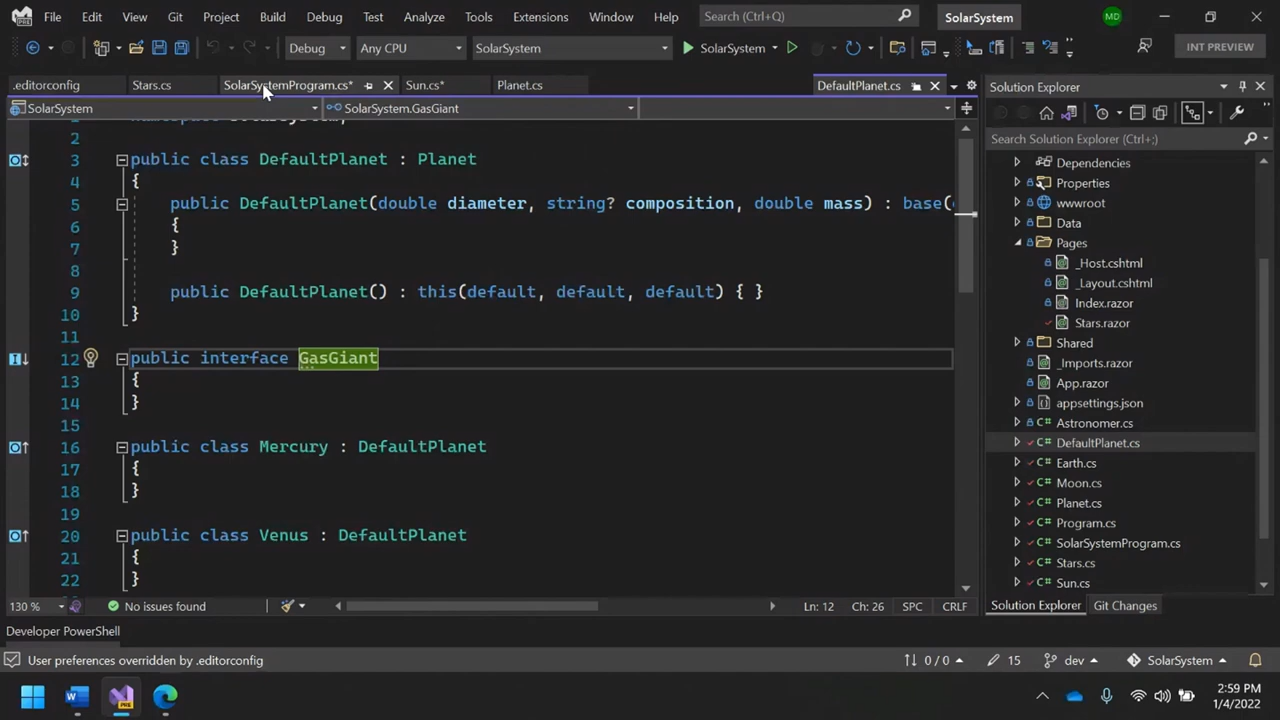 File Edit View Git Project Build Debug Test Analyze Tools Extensions Window Help Search (Ctrl+Q) SolarSystem MD
Debug Any CPU SolarSystem SolarSystem INT PREVIEW
.editorconfig Stars.cs SolarSystemProgram.cs* Sun.cs* Planet.cs DefaultPlanet.cs
SolarSystem SolarSystem.GasGiant
2
3 public class DefaultPlanet : Planet
4 {
5 public DefaultPlanet(double diameter, string? composition, double mass) : base(
6 {
7 }
8
9 public DefaultPlanet() : this(default, default, default) { }
10 }
11
12 public interface GasGiant
13 {
14 }
15
16 public class Mercury : DefaultPlanet
17 {
18 }
19
20 public class Venus : DefaultPlanet
21 {
22 }
130 % No issues found Ln: 12 Ch: 26 SPC CRLF
Solution Explorer
Search Solution Explorer (Ctrl+;)
Dependencies
Properties
wwwroot
Data
Pages
_Host.cshtml
_Layout.cshtml
Index.razor
Stars.razor
Shared
_Imports.razor
App.razor
appsettings.json
C# Astronomer.cs
C# DefaultPlanet.cs
C# Earth.cs
C# Moon.cs
C# Planet.cs
C# Program.cs
C# SolarSystemProgram.cs
C# Stars.cs
C# Sun.cs
Solution Explorer Git Changes
Developer PowerShell
User preferences overridden by .editorconfig 0 / 0 15 dev SolarSystem
2:59 PM
1/4/2022